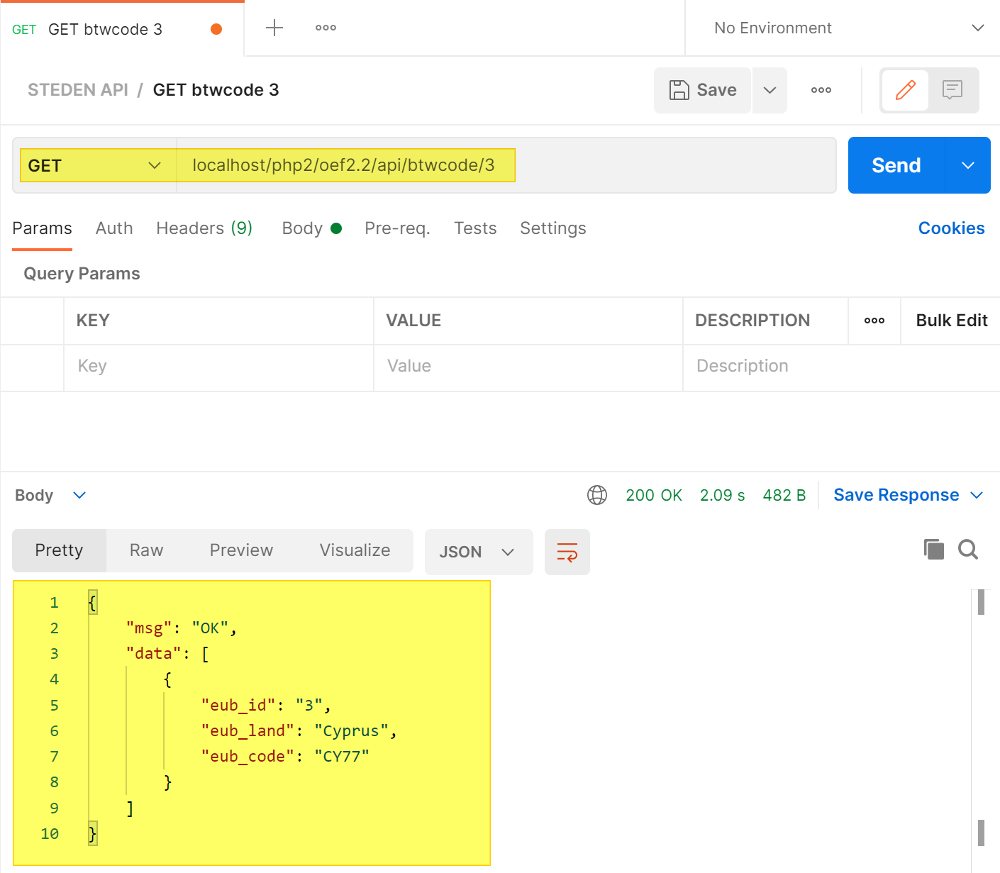 GET GET btwcode 3 No Environment
STEDEN API / GET btwcode 3 Save
GET localhost/php2/oef2.2/api/btwcode/3 Send
Params Auth Headers (9) Body Pre-req. Tests Settings Cookies
Query Params
KEY VALUE DESCRIPTION Bulk Edit
Key Value Description
Body 200 OK 2.09 s 482 B Save Response
Pretty Raw Preview Visualize JSON
1 {
2 "msg": "OK",
3 "data": [
4 {
5 "eub_id": "3",
6 "eub_land": "Cyprus",
7 "eub_code": "CY77"
8 }
9 ]
10 }